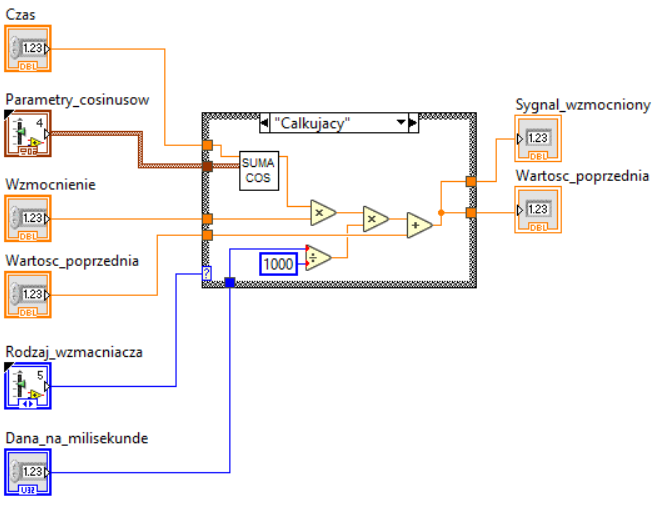 Czas
1.23
DBL
Parametry_cosinusow
4
Wzmocnienie
1.23
DBL
Wartosc_poprzednia
1.23
DBL
Rodzaj_wzmacniacza
5
Dana_na_milisekunde
1.23
U32
"Calkujacy"
SUMA
COS
×
×
+
÷
1000
?
Sygnal_wzmocniony
1.23
DBL
Wartosc_poprzednia
1.23
DBL